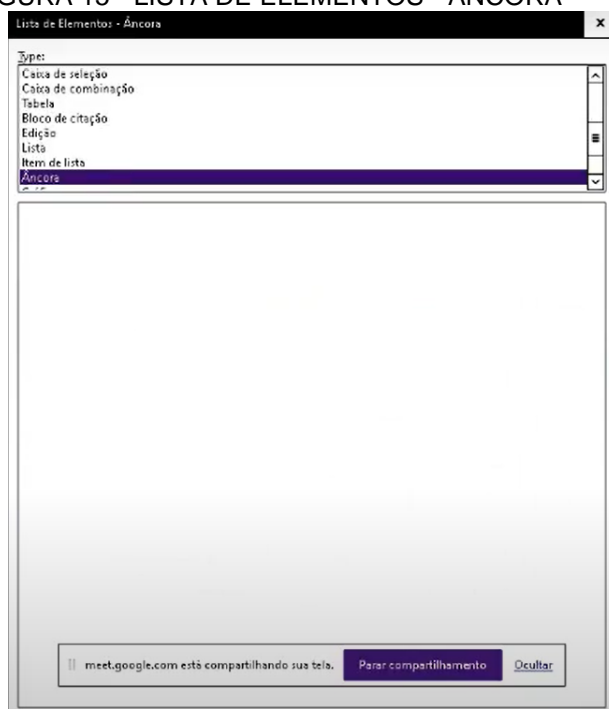 GURA 19 - LISTA DE ELEMENTOS - ÂNCORA
Lista de Elementos - Âncora x
Type:
Caixa de seleção
Caixa de combinação
Tabela
Bloco de citação
Edição
Lista
Item de lista
Âncora
meet.google.com está compartilhando sua tela. Parar compartilhamento Ocultar